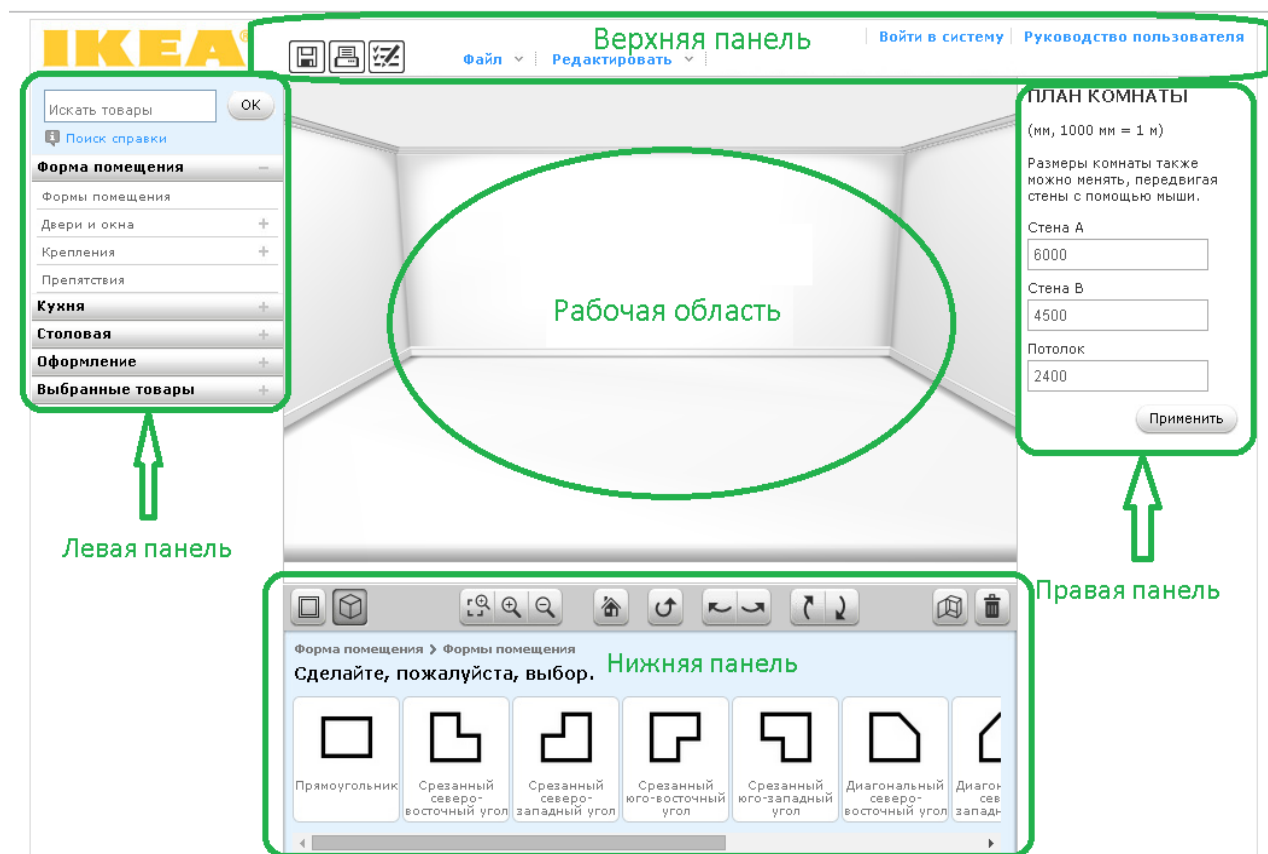 IKEA®
Верхняя панель
Войти в систему
Руководство пользователя
Файл
Редактировать
Искать товары
OK
Поиск справки
Форма помещения
Формы помещения
Двери и окна
Крепления
Препятствия
Кухня
Столовая
Оформление
Выбранные товары
Левая панель
Рабочая область
ПЛАН КОМНАТЫ
(мм, 1000 мм = 1 м)
Размеры комнаты также
можно менять, передвигая
стены с помощью мыши.
Стена A
6000
Стена B
4500
Потолок
2400
Применить
Правая панель
Форма помещения > Формы помещения
Нижняя панель
Сделайте, пожалуйста, выбор.
Прямоугольник
Срезанный
северо-
восточный угол
Срезанный
северо-
западный угол
Срезанный
юго-восточный
угол
Срезанный
юго-западный
угол
Диагональный
северо-
восточный угол
Диагон
сев
западн